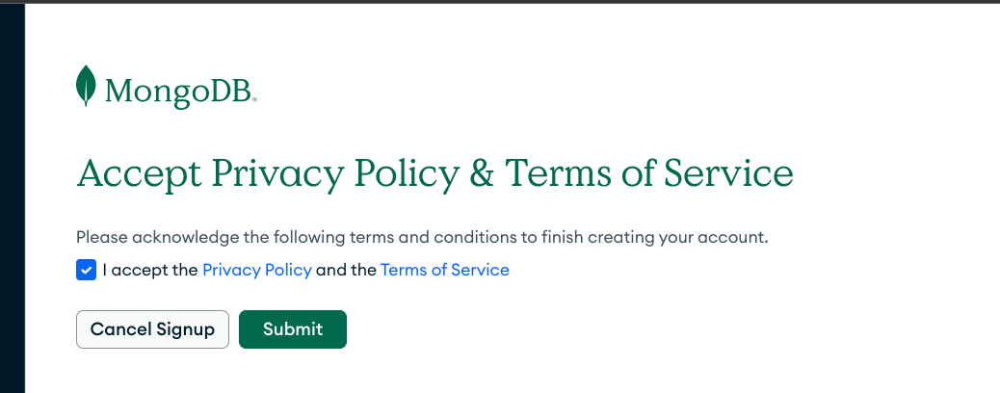 MongoDB®
Accept Privacy Policy & Terms of Service
Please acknowledge the following terms and conditions to finish creating your account.
I accept the Privacy Policy and the Terms of Service
Cancel Signup Submit